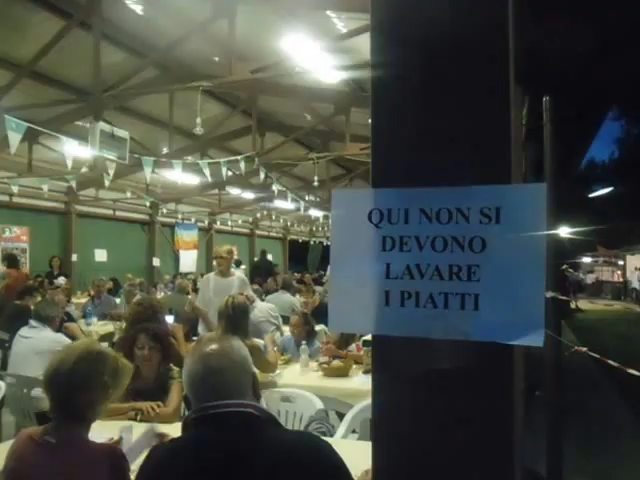 QUI NON SI
DEVONO
LAVARE
I PIATTI